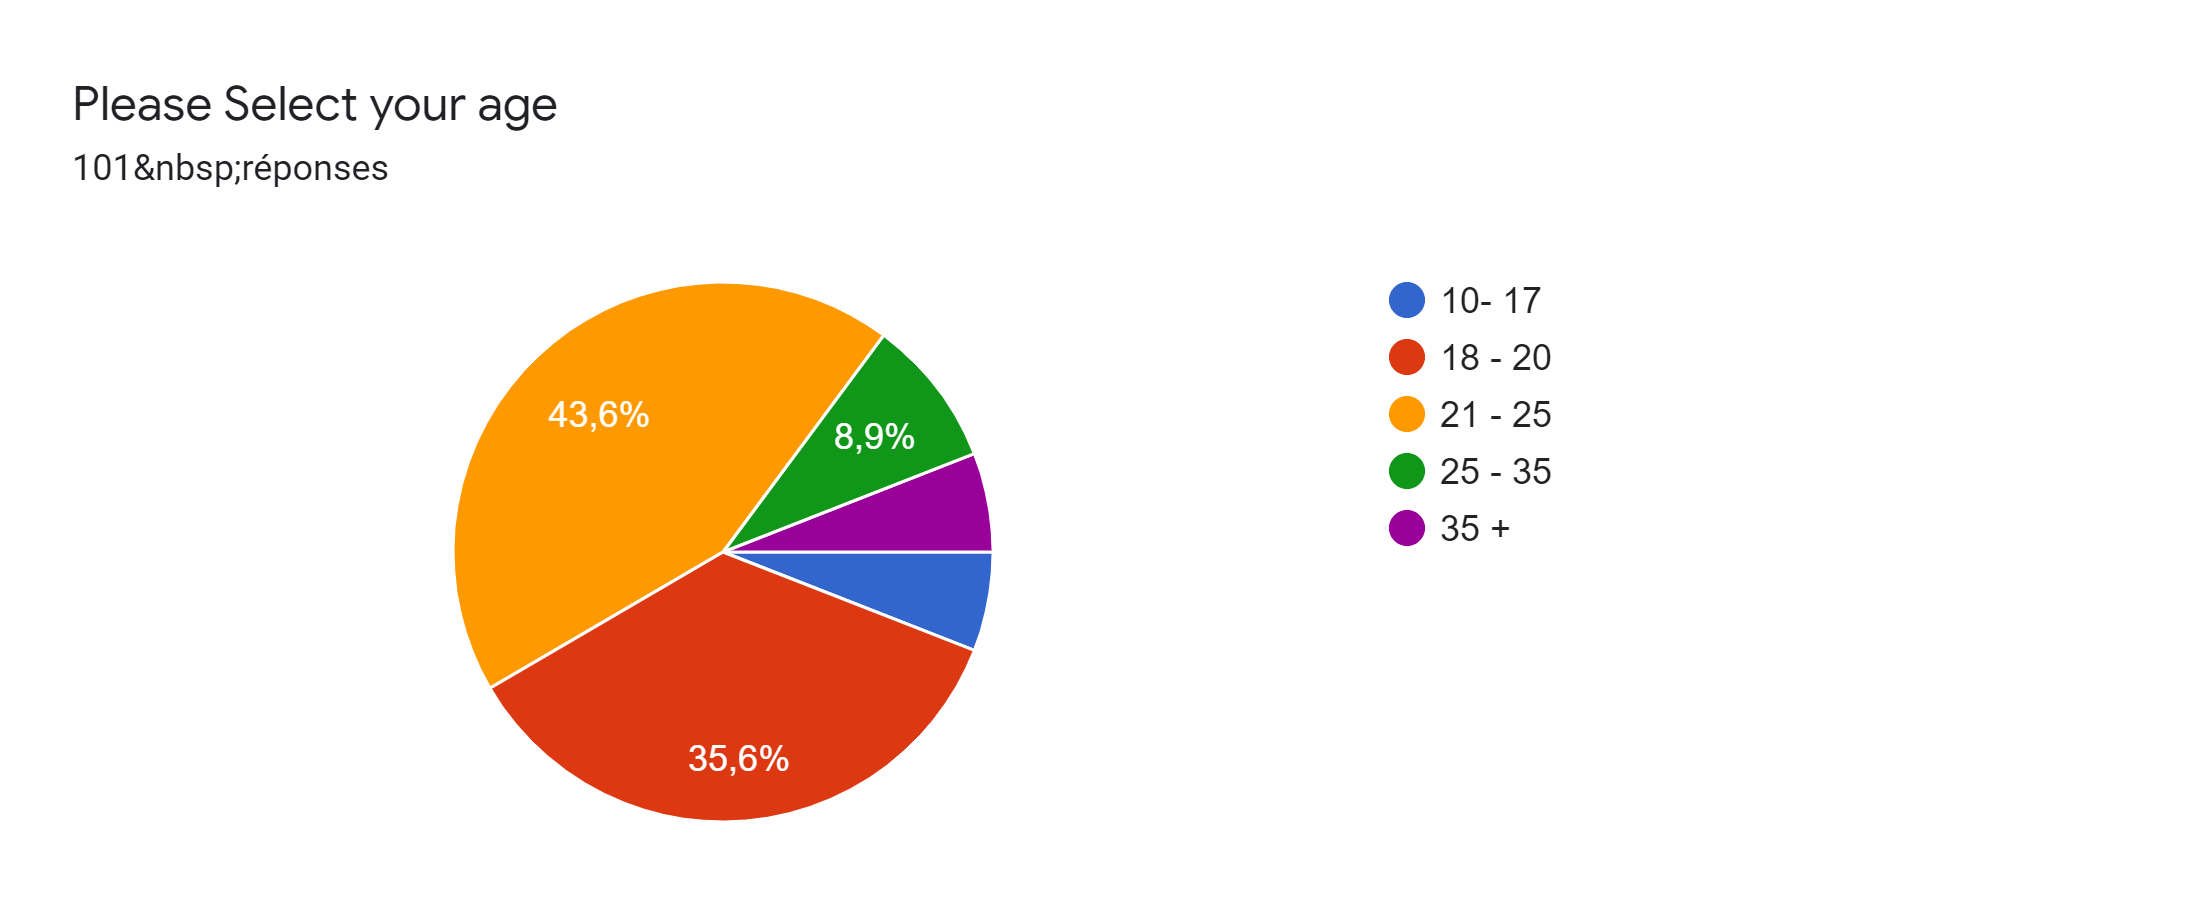 Please Select your age
101&nbsp;réponses
43,6%
8,9%
35,6%
10- 17
18 - 20
21 - 25
25 - 35
35 +